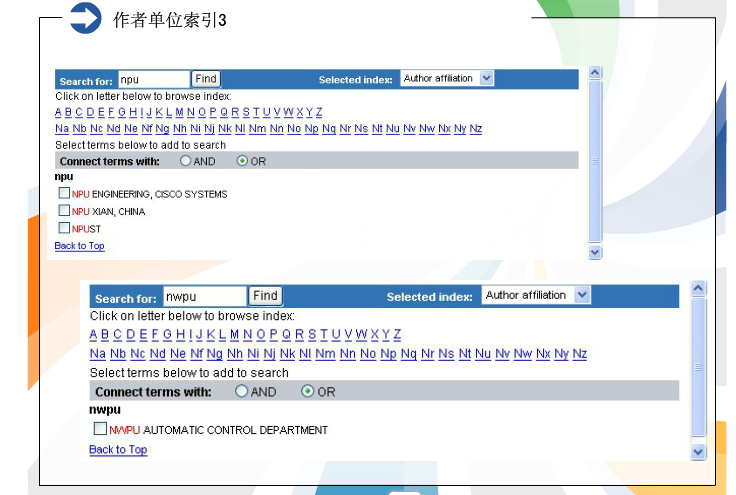 作者单位索引3
Search for: npu Find Selected index: Author affiliation
Click on letter below to browse index:
A B C D E F G H I J K L M N O P Q R S T U V W X Y Z
Na Nb Nc Nd Ne Nf Ng Nh Ni Nj Nk Nl Nm Nn No Np Nq Nr Ns Nt Nu Nv Nw Nx Ny Nz
Select terms below to add to search
Connect terms with: AND OR
npu
NPU ENGINEERING, CISCO SYSTEMS
NPU XIAN, CHINA
NPUST
Back to Top
Search for: nwpu Find Selected index: Author affiliation
Click on letter below to browse index:
A B C D E F G H I J K L M N O P Q R S T U V W X Y Z
Na Nb Nc Nd Ne Nf Ng Nh Ni Nj Nk Nl Nm Nn No Np Nq Nr Ns Nt Nu Nv Nw Nx Ny Nz
Select terms below to add to search
Connect terms with: AND OR
nwpu
NWPU AUTOMATIC CONTROL DEPARTMENT
Back to Top